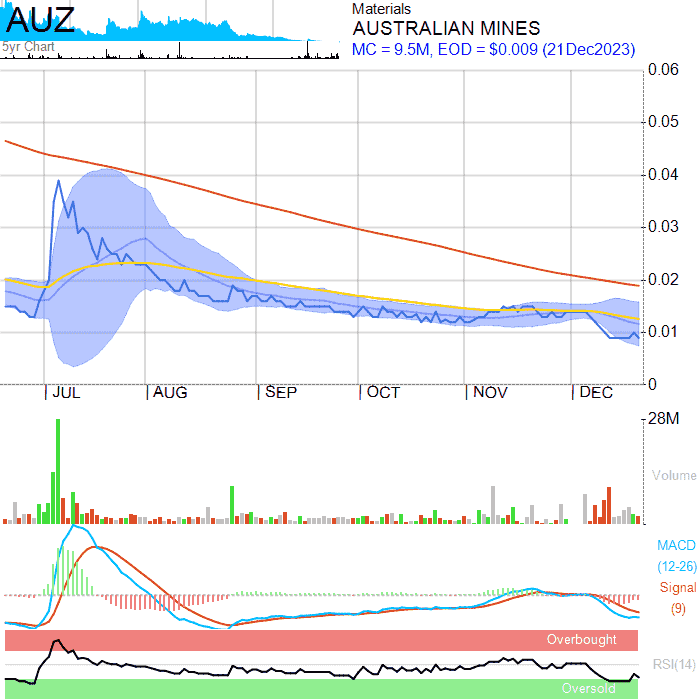 AUZ
5yr Chart
Materials
AUSTRALIAN MINES
MC = 9.5M, EOD = $0.009 (21Dec2023)
0.06
0.05
0.04
0.03
0.02
0.01
0
JUL AUG SEP OCT NOV DEC
28M
Volume
MACD
(12-26)
Signal
(9)
Overbought
RSI(14)
Oversold